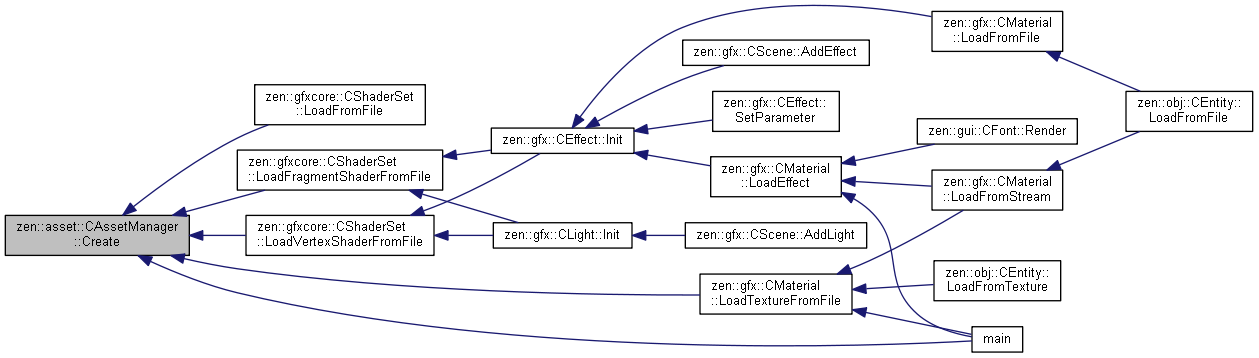 zen::gfx::CMaterial
::LoadFromFile
zen::gfx::CScene::AddEffect
zen::gfxcore::CShaderSet
::LoadFromFile
zen::gfx::CEffect::
SetParameter
zen::obj::CEntity::
LoadFromFile
zen::gui::CFont::Render
zen::gfx::CEffect::Init
zen::gfxcore::CShaderSet
::LoadFragmentShaderFromFile
zen::gfx::CMaterial
::LoadEffect
zen::gfx::CMaterial
::LoadFromStream
zen::asset::CAssetManager
::Create
zen::gfxcore::CShaderSet
::LoadVertexShaderFromFile
zen::gfx::CLight::Init
zen::gfx::CScene::AddLight
zen::gfx::CMaterial
::LoadTextureFromFile
zen::obj::CEntity::
LoadFromTexture
main